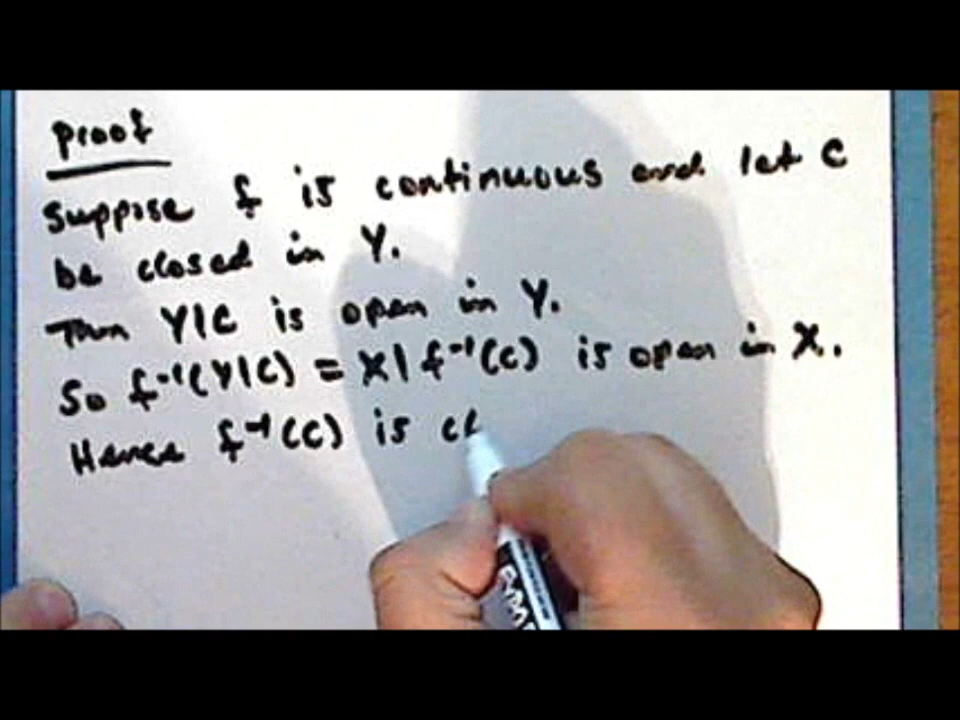 Proof
Suppose f is continuous and let C
be closed in Y.
Then Y\C is open in Y.
So f⁻¹(Y\C) = X\f⁻¹(C) is open in X.
Hence f⁻¹(C) is cl